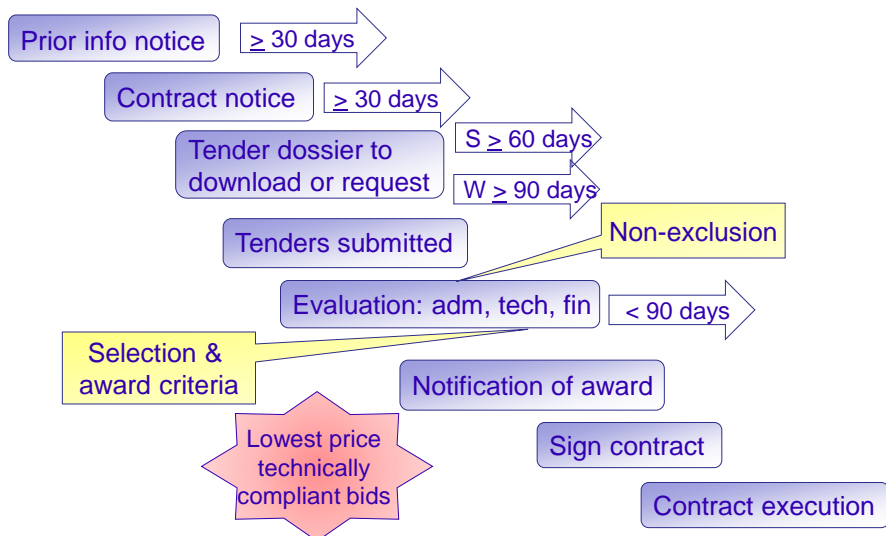 Prior info notice
≥ 30 days
Contract notice
≥ 30 days
Tender dossier to
download or request
S ≥ 60 days
W ≥ 90 days
Tenders submitted
Non-exclusion
Evaluation: adm, tech, fin
< 90 days
Selection &
award criteria
Notification of award
Lowest price
technically
compliant bids
Sign contract
Contract execution